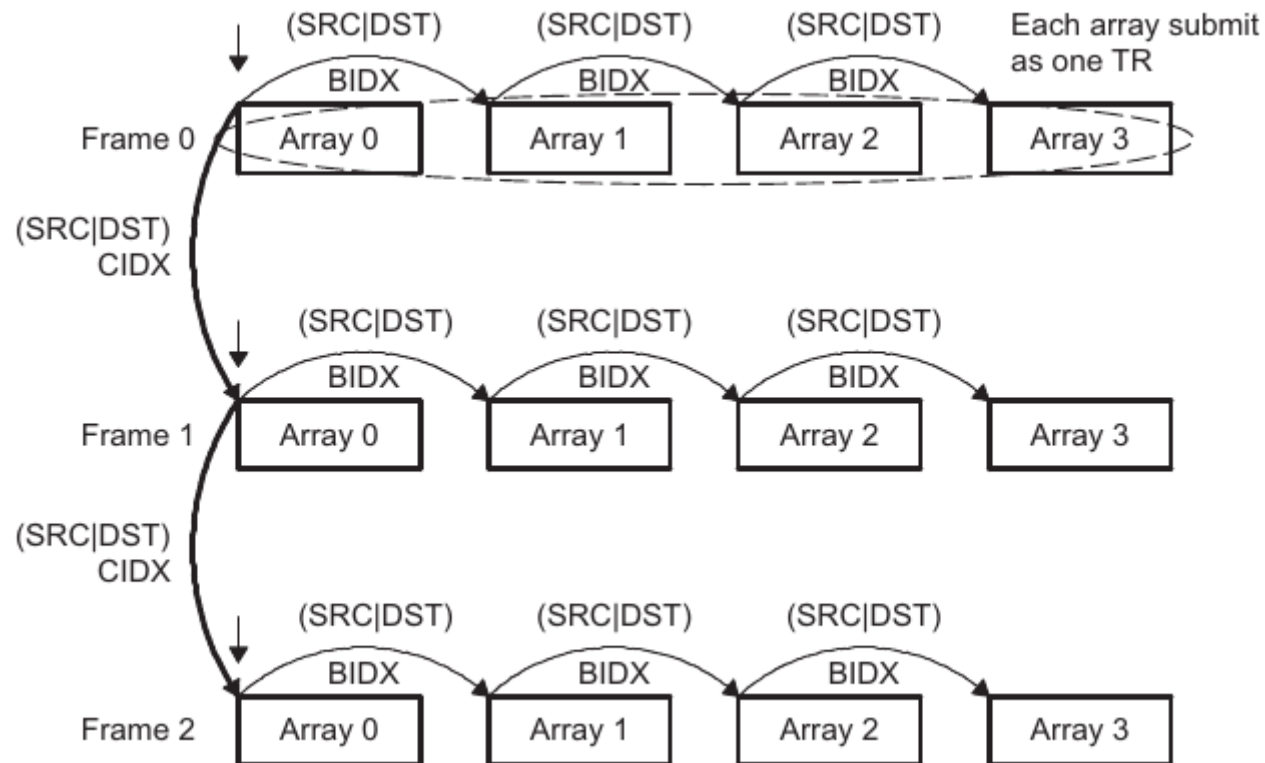 (SRC|DST) (SRC|DST) (SRC|DST) Each array submit
as one TR
BIDX BIDX BIDX
Frame 0 Array 0 Array 1 Array 2 Array 3
(SRC|DST)
CIDX
(SRC|DST) (SRC|DST) (SRC|DST)
BIDX BIDX BIDX
Frame 1 Array 0 Array 1 Array 2 Array 3
(SRC|DST)
CIDX
(SRC|DST) (SRC|DST) (SRC|DST)
BIDX BIDX BIDX
Frame 2 Array 0 Array 1 Array 2 Array 3